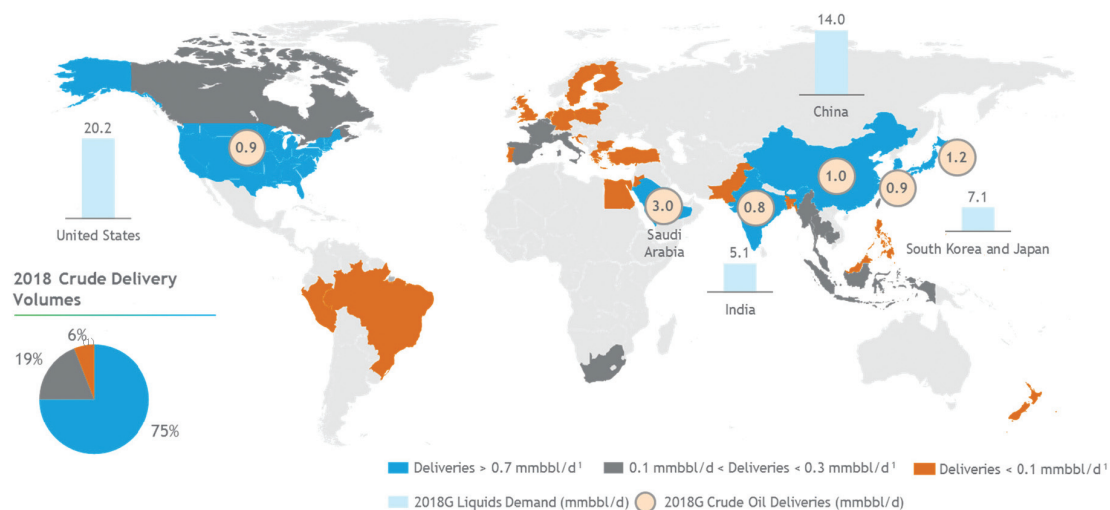 14.0
China
20.2
United States
0.9
1.2
1.0
0.9
0.8
3.0
7.1
South Korea and Japan
Saudi
Arabia
5.1
India
2018 Crude Delivery
Volumes
6%
19%
75%
Deliveries > 0.7 mmbbl/d¹
0.1 mmbbl/d < Deliveries < 0.3 mmbbl/d¹
Deliveries < 0.1 mmbbl/d¹
2018G Liquids Demand (mmbbl/d)
2018G Crude Oil Deliveries (mmbbl/d)